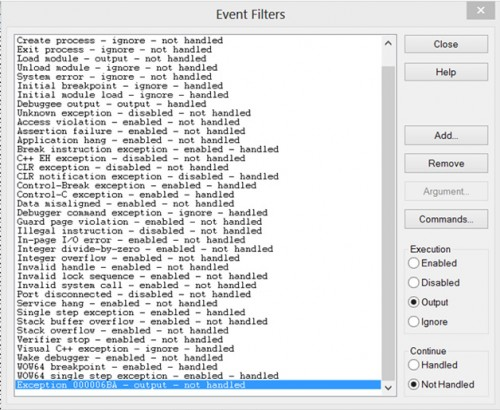 Event Filters
Create process - ignore - not handled
Exit process - ignore - not handled
Load module - output - not handled
Unload module - ignore - not handled
System error - ignore - not handled
Initial breakpoint - ignore - handled
Initial module load - ignore - handled
Debuggee output - output - handled
Unknown exception - disabled - not handled
Access violation - enabled - not handled
Assertion failure - enabled - not handled
Application hang - enabled - not handled
Break instruction exception - enabled - handled
C++ EH exception - disabled - not handled
CLR exception - disabled - not handled
CLR notification exception - disabled - handled
Control-Break exception - enabled - handled
Control-C exception - enabled - handled
Data misaligned - enabled - not handled
Debugger command exception - ignore - handled
Guard page violation - enabled - not handled
Illegal instruction - disabled - not handled
In-page I/O error - enabled - not handled
Integer divide-by-zero - enabled - not handled
Integer overflow - enabled - not handled
Invalid handle - enabled - not handled
Invalid lock sequence - enabled - not handled
Invalid system call - enabled - not handled
Port disconnected - disabled - not handled
Service hang - enabled - not handled
Single step exception - enabled - handled
Stack buffer overflow - enabled - not handled
Stack overflow - enabled - not handled
Verifier stop - enabled - not handled
Visual C++ exception - ignore - handled
Wake debugger - enabled - not handled
WOW64 breakpoint - enabled - handled
WOW64 single step exception - enabled - handled
Exception 000006BA - output - not handled
Close
Help
Add...
Remove
Argument...
Commands...
Execution
Enabled
Disabled
Output
Ignore
Continue
Handled
Not Handled